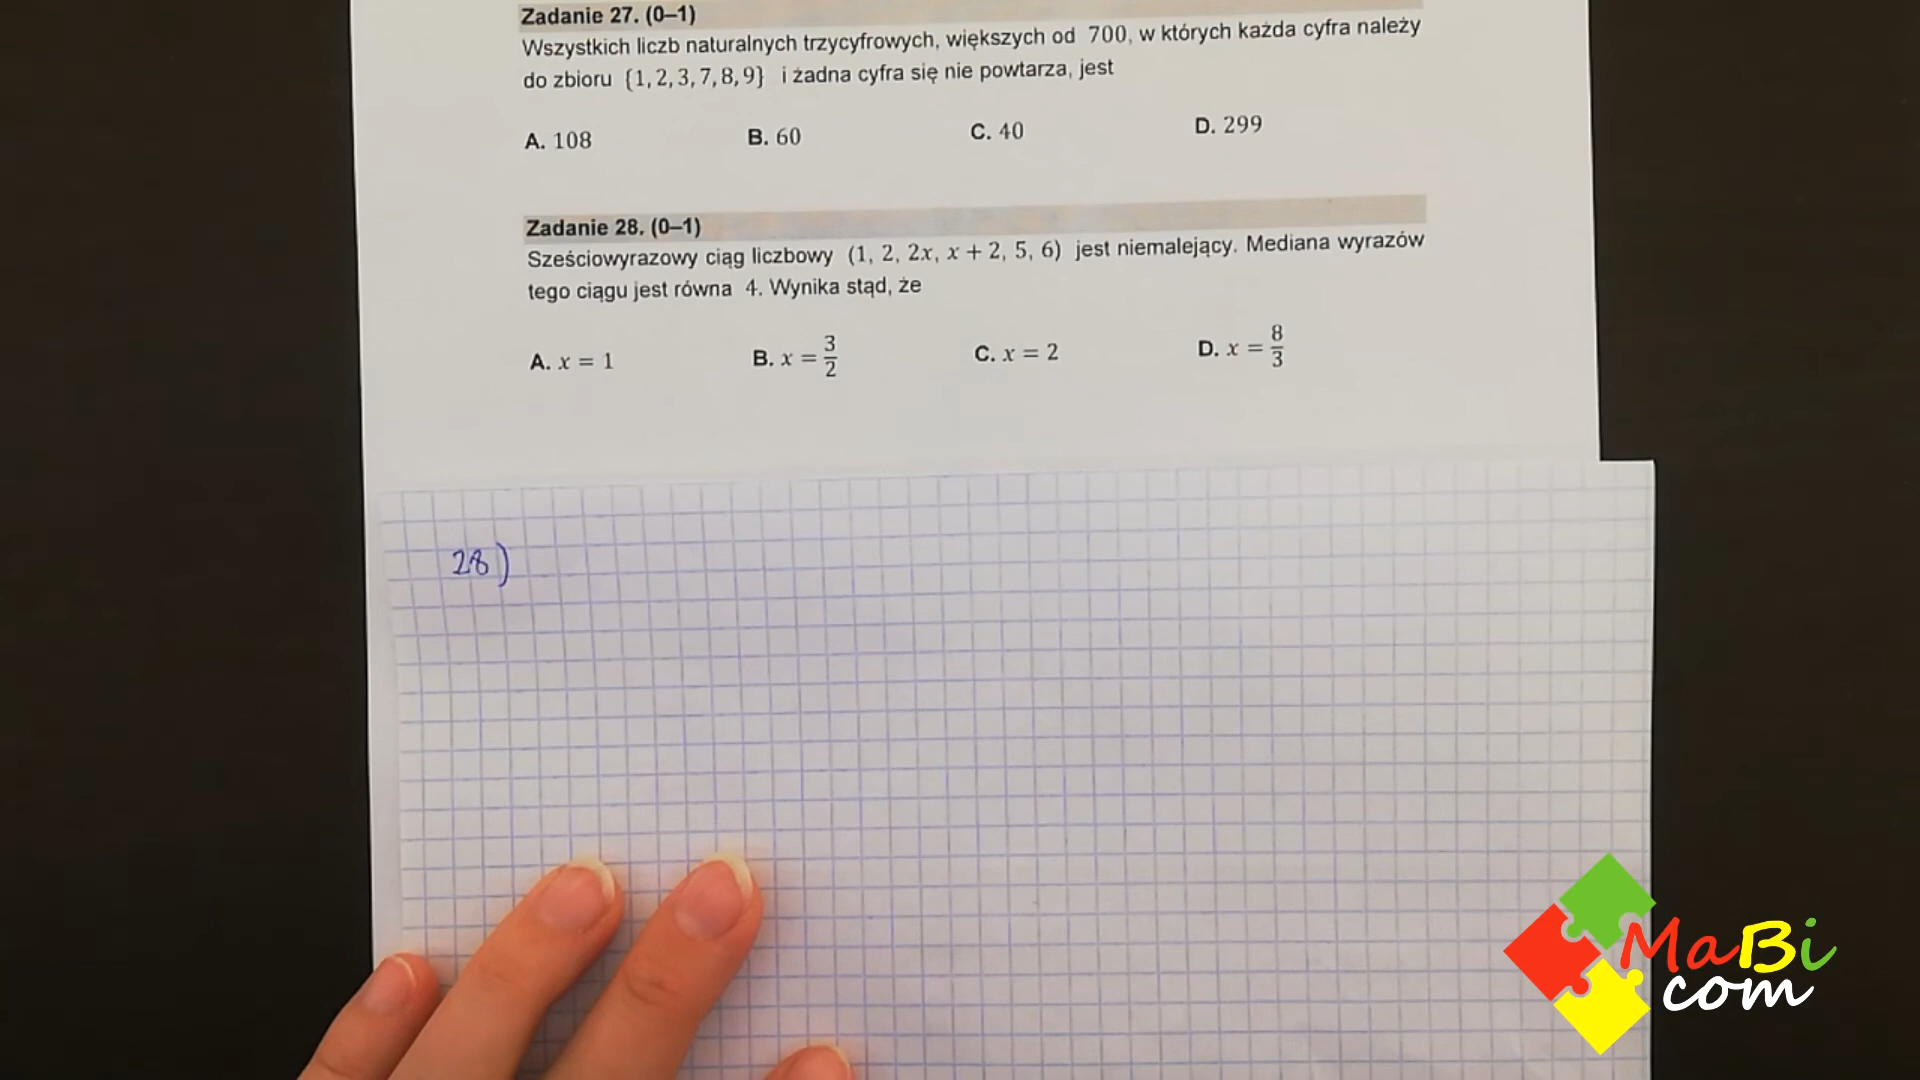 Zadanie 27. (0–1)
Wszystkich liczb naturalnych trzycyfrowych, większych od 700, w których każda cyfra należy
do zbioru {1, 2, 3, 7, 8, 9} i żadna cyfra się nie powtarza, jest
A. 108 B. 60 C. 40 D. 299
Zadanie 28. (0–1)
Sześciowyrazowy ciąg liczbowy (1, 2, 2x, x + 2, 5, 6) jest niemalejący. Mediana wyrazów
tego ciągu jest równa 4. Wynika stąd, że
A. x = 1 B. x = 3/2 C. x = 2 D. x = 8/3
28)
MaBi
com